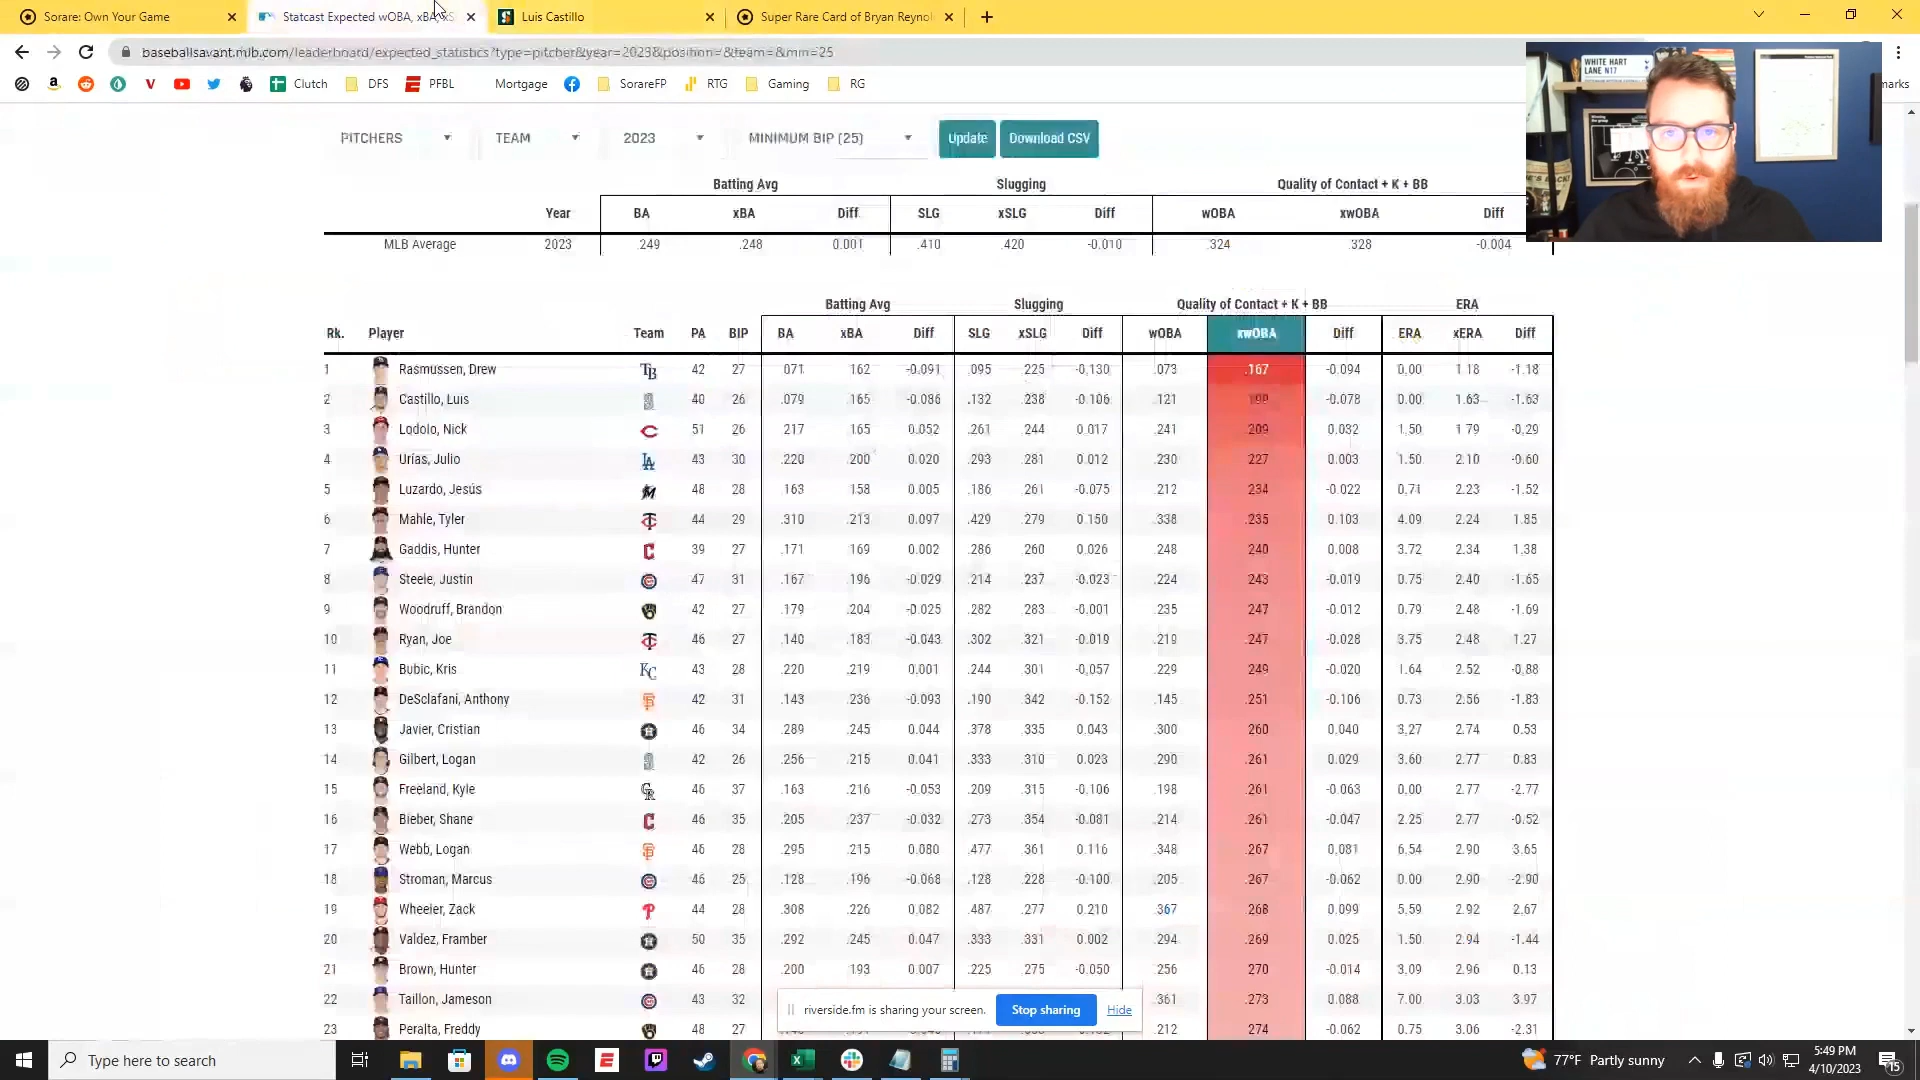 Sorare: Own Your Game
Statcast Expected wOBA, xBA, xS
Luis Castillo
Super Rare Card of Bryan Reynol
baseballsavant.mlb.com/leaderboard/expected_statistics?type=pitcher&year=2023&position=&team=&min=25
Clutch DFS PFBL Mortgage SorareFP RTG Gaming RG
marks
WHITE HART
LANE N17
PITCHERS TEAM 2023 MINIMUM BIP (25) Update Download CSV
Batting Avg Slugging Quality of Contact + K + BB
Year BA xBA Diff SLG xSLG Diff wOBA xwOBA Diff
MLB Average 2023 .249 .248 0.001 .410 .420 -0.010 .324 .328 -0.004
Batting Avg Slugging Quality of Contact + K + BB ERA
Rk. Player Team PA BIP BA xBA Diff SLG xSLG Diff wOBA xwOBA Diff ERA xERA Diff
1 Rasmussen, Drew 42 27 .071 .162 -0.091 .095 .225 -0.130 .073 .167 -0.094 0.00 1.18 -1.18
2 Castillo, Luis 40 26 .079 .165 -0.086 .132 .238 -0.106 .121 -0.078 0.00 1.63 -1.63
3 Lodolo, Nick 51 26 .217 .165 0.052 .261 .244 0.017 .241 .209 0.032 1.50 1.79 -0.29
4 Urías, Julio 43 30 .220 .200 0.020 .293 .281 0.012 .230 .227 0.003 1.50 2.10 -0.60
5 Luzardo, Jesús 48 28 .163 .158 0.005 .186 .261 -0.075 .212 .234 -0.022 0.71 2.23 -1.52
6 Mahle, Tyler 44 29 .310 .213 0.097 .429 .279 0.150 .338 .235 0.103 4.09 2.24 1.85
7 Gaddis, Hunter 39 27 .171 .169 0.002 .286 .260 0.026 .248 .240 0.008 3.72 2.34 1.38
8 Steele, Justin 47 31 .167 .196 -0.029 .214 .237 -0.023 .224 .243 -0.019 0.75 2.40 -1.65
9 Woodruff, Brandon 42 27 .179 .204 -0.025 .282 .283 -0.001 .235 .247 -0.012 0.79 2.48 -1.69
10 Ryan, Joe 46 27 .140 .183 -0.043 .302 .321 -0.019 .219 .247 -0.028 3.75 2.48 1.27
11 Bubic, Kris 43 28 .220 .219 0.001 .244 .301 -0.057 .229 .249 -0.020 1.64 2.52 -0.88
12 DeSclafani, Anthony 42 31 .143 .236 -0.093 .190 .342 -0.152 .145 .251 -0.106 0.73 2.56 -1.83
13 Javier, Cristian 46 34 .289 .245 0.044 .378 .335 0.043 .300 .260 0.040 3.27 2.74 0.53
14 Gilbert, Logan 42 26 .256 .215 0.041 .333 .310 0.023 .290 .261 0.029 3.60 2.77 0.83
15 Freeland, Kyle 46 37 .163 .216 -0.053 .209 .315 -0.106 .198 .261 -0.063 0.00 2.77 -2.77
16 Bieber, Shane 46 35 .205 .237 -0.032 .273 .354 -0.081 .214 .261 -0.047 2.25 2.77 -0.52
17 Webb, Logan 46 28 .295 .215 0.080 .477 .361 0.116 .348 .267 0.081 6.54 2.90 3.65
18 Stroman, Marcus 46 25 .128 .196 -0.068 .128 .228 -0.100 .205 .267 -0.062 0.00 2.90 -2.90
19 Wheeler, Zack 44 28 .308 .226 0.082 .487 .277 0.210 .367 .268 0.099 5.59 2.92 2.67
20 Valdez, Framber 50 35 .292 .245 0.047 .333 .331 0.002 .294 .269 0.025 1.50 2.94 -1.44
21 Brown, Hunter 46 28 .200 .193 0.007 .225 .275 -0.050 .256 .270 -0.014 3.09 2.96 0.13
22 Taillon, Jameson 43 32 .361 .273 0.088 7.00 3.03 3.97
23 Peralta, Freddy 48 27 .212 .274 -0.062 0.75 3.06 -2.31
riverside.fm is sharing your screen. Stop sharing Hide
Type here to search
77°F Partly sunny
5:49 PM
4/10/2023
15